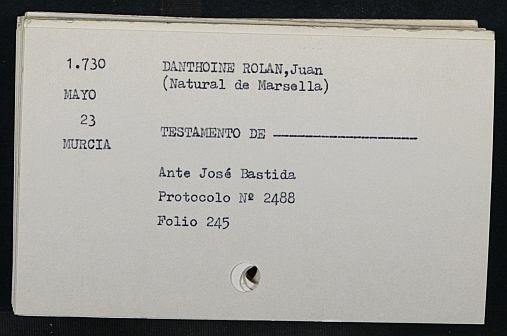 1.730 DANTHOINE ROLAN,Juan
(Natural de Marsella)
MAYO
23
TESTAMENTO DE ----------------
MURCIA
Ante José Bastida
Protocolo Nº 2488
Folio 245